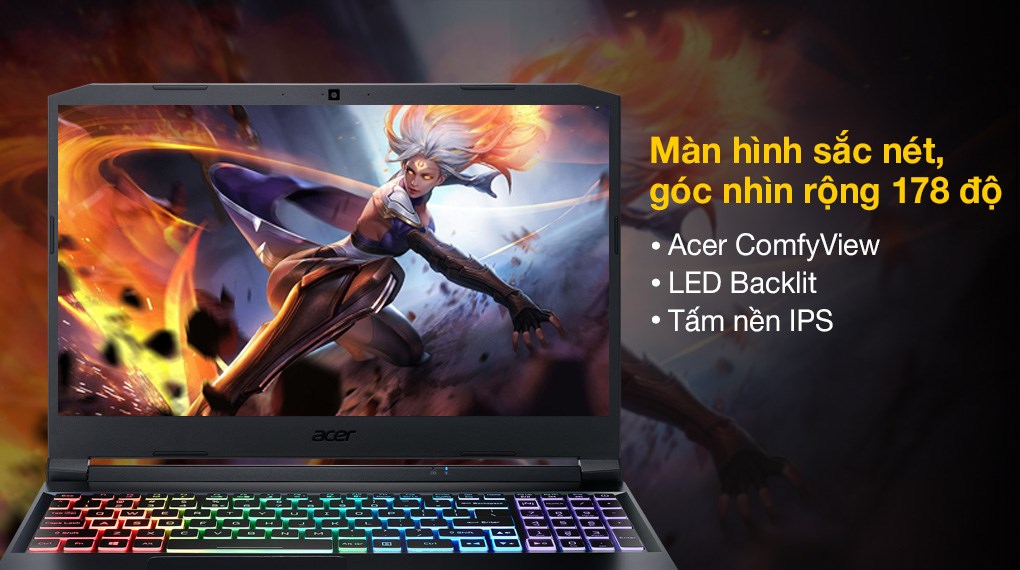 Màn hình sắc nét,
góc nhìn rộng 178 độ
• Acer ComfyView
• LED Backlit
• Tấm nền IPS
acer